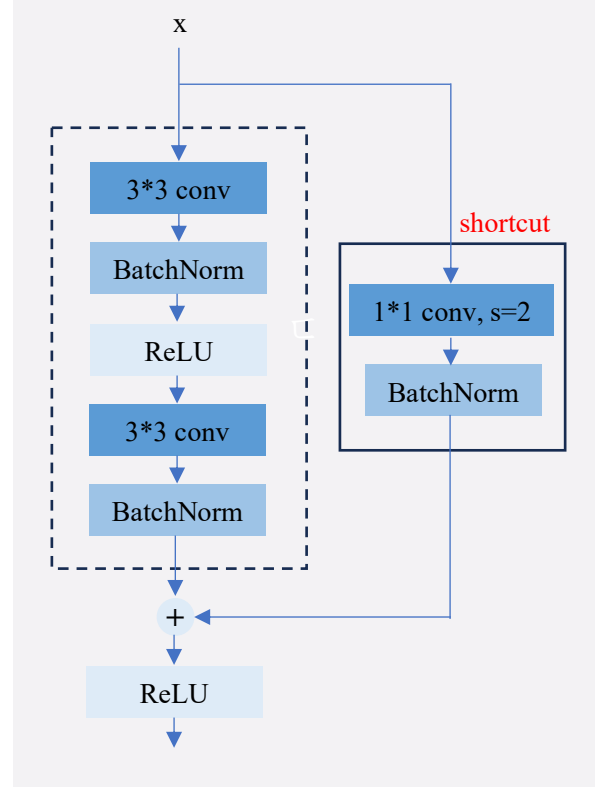 x
3*3 conv
BatchNorm
ReLU
3*3 conv
BatchNorm
shortcut
1*1 conv, s=2
BatchNorm
+
ReLU